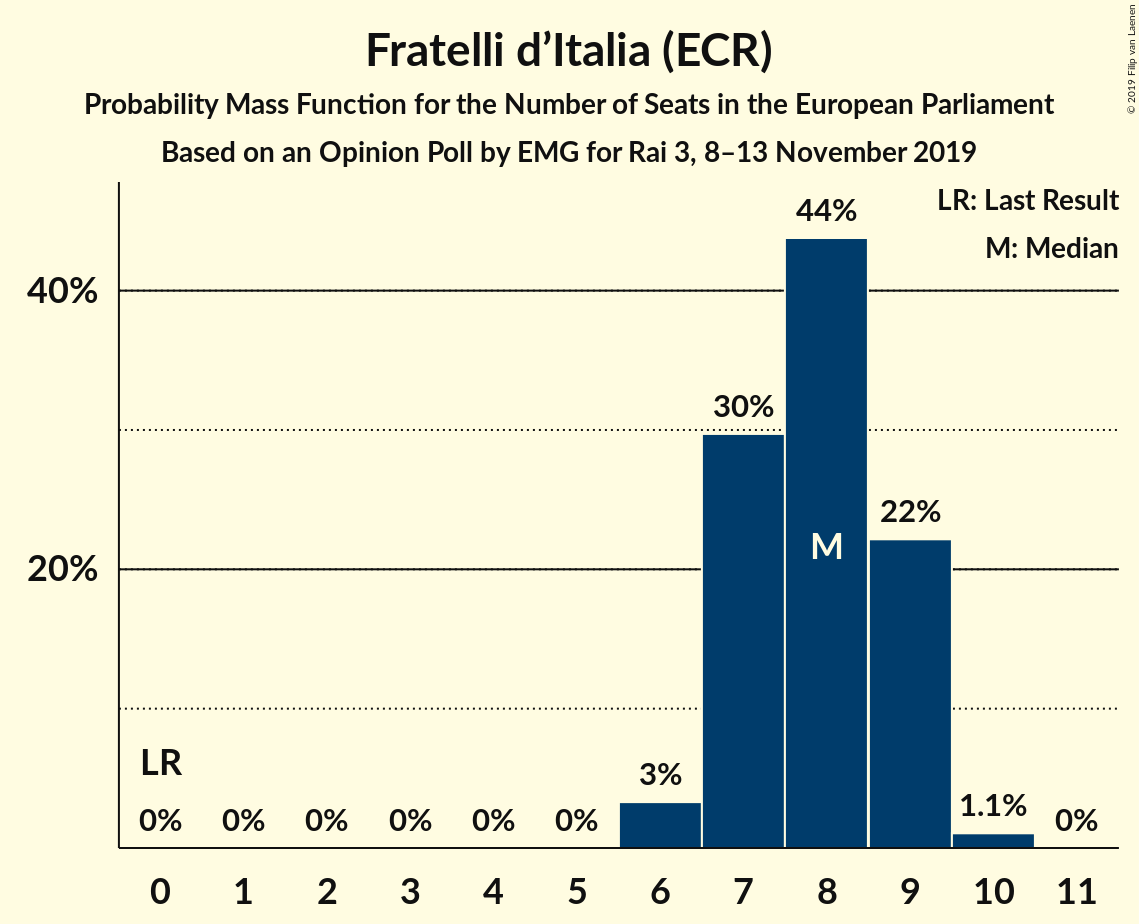 Fratelli d’Italia (ECR)
Probability Mass Function for the Number of Seats in the European Parliament
Based on an Opinion Poll by EMG for Rai 3, 8–13 November 2019
© 2019 Filip van Laenen
LR: Last Result
M: Median
44%
40%
30%
22%
M
20%
LR
3%
1.1%
0% 0% 0% 0% 0% 0% 0%
0 1 2 3 4 5 6 7 8 9 10 11